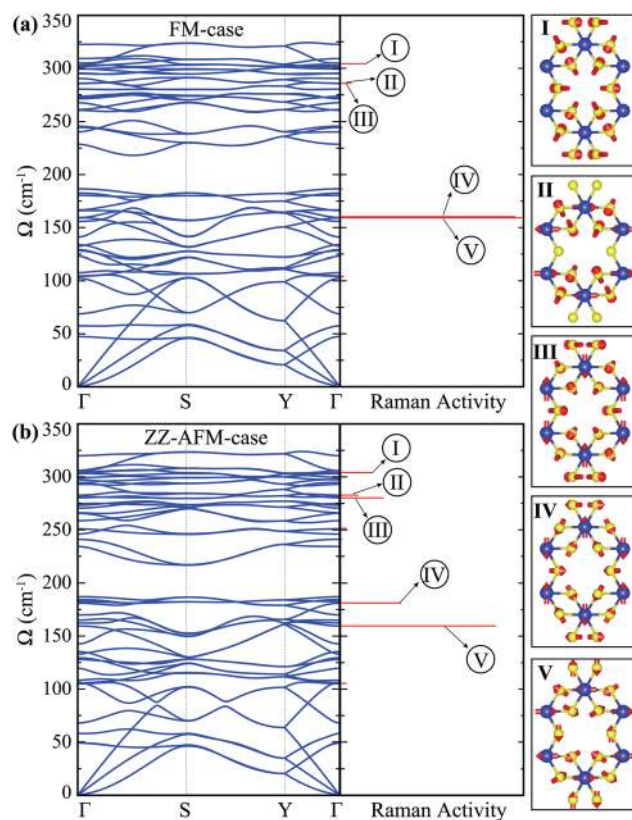 (a)
FM-case
Ω (cm⁻¹)
350
300
250
200
150
100
50
0
Γ S Y Γ
Raman Activity
I
II
III
IV
V
(b)
ZZ-AFM-case
Ω (cm⁻¹)
350
300
250
200
150
100
50
0
Γ S Y Γ
Raman Activity
I
II
III
IV
V
I
II
III
IV
V